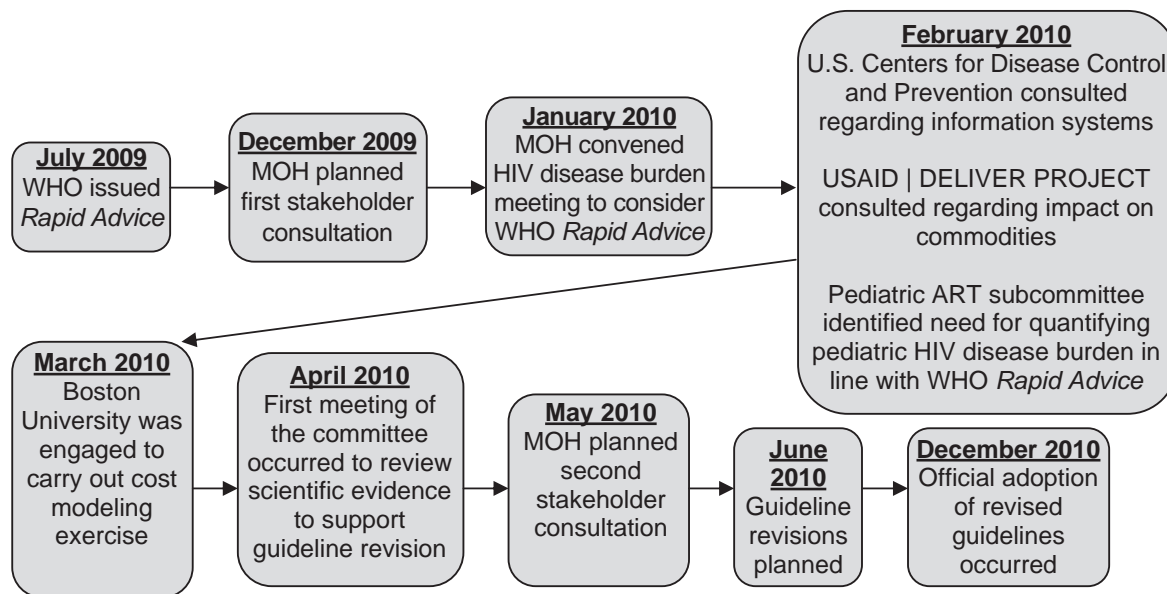 July 2009
WHO issued
Rapid Advice
December 2009
MOH planned
first stakeholder
consultation
January 2010
MOH convened
HIV disease burden
meeting to consider
WHO Rapid Advice
February 2010
U.S. Centers for Disease Control
and Prevention consulted
regarding information systems
USAID | DELIVER PROJECT
consulted regarding impact on
commodities
Pediatric ART subcommittee
identified need for quantifying
pediatric HIV disease burden in
line with WHO Rapid Advice
March 2010
Boston
University was
engaged to
carry out cost
modeling
exercise
April 2010
First meeting of
the committee
occurred to review
scientific evidence
to support
guideline revision
May 2010
MOH planned
second
stakeholder
consultation
June
2010
Guideline
revisions
planned
December 2010
Official adoption
of revised
guidelines
occurred